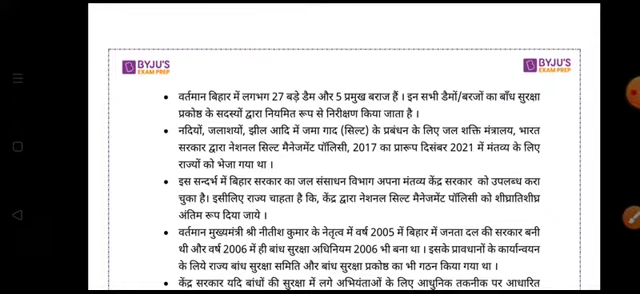 BYJU'S
EXAM PREP
BYJU'S
EXAM PREP
• वर्तमान बिहार में लगभग 27 बड़े डैम और 5 प्रमुख बराज हैं । इन सभी डैमों/बरजों का बाँध सुरक्षा
प्रकोष्ठ के सदस्यों द्वारा नियमित रूप से निरीक्षण किया जाता है ।
• नदियों, जलाशयों, झील आदि में जमा गाद (सिल्ट) के प्रबंधन के लिए जल शक्ति मंत्रालय, भारत
सरकार द्वारा नेशनल सिल्ट मैनेजमेंट पॉलिसी, 2017 का प्रारूप दिसंबर 2021 में मंतव्य के लिए
राज्यों को भेजा गया था ।
• इस सन्दर्भ में बिहार सरकार का जल संसाधन विभाग अपना मंतव्य केंद्र सरकार को उपलब्ध करा
चुका है। इसीलिए राज्य चाहता है कि, केंद्र द्वारा नेशनल सिल्ट मैनेजमेंट पॉलिसी को शीघ्रातिशीघ्र
अंतिम रूप दिया जाये ।
• वर्तमान मुख्यमंत्री श्री नीतीश कुमार के नेतृत्व में वर्ष 2005 में बिहार में जनता दल की सरकार बनी
थी और वर्ष 2006 में ही बांध सुरक्षा अधिनियम 2006 भी बना था । इसके प्रावधानों के कार्यान्वयन
के लिये राज्य बांध सुरक्षा समिति और बांध सुरक्षा प्रकोष्ठ का भी गठन किया गया था ।
• केंद्र सरकार यदि बांधों की सुरक्षा में लगे अभियंताओं के लिए आधुनिक तकनीक पर आधारित